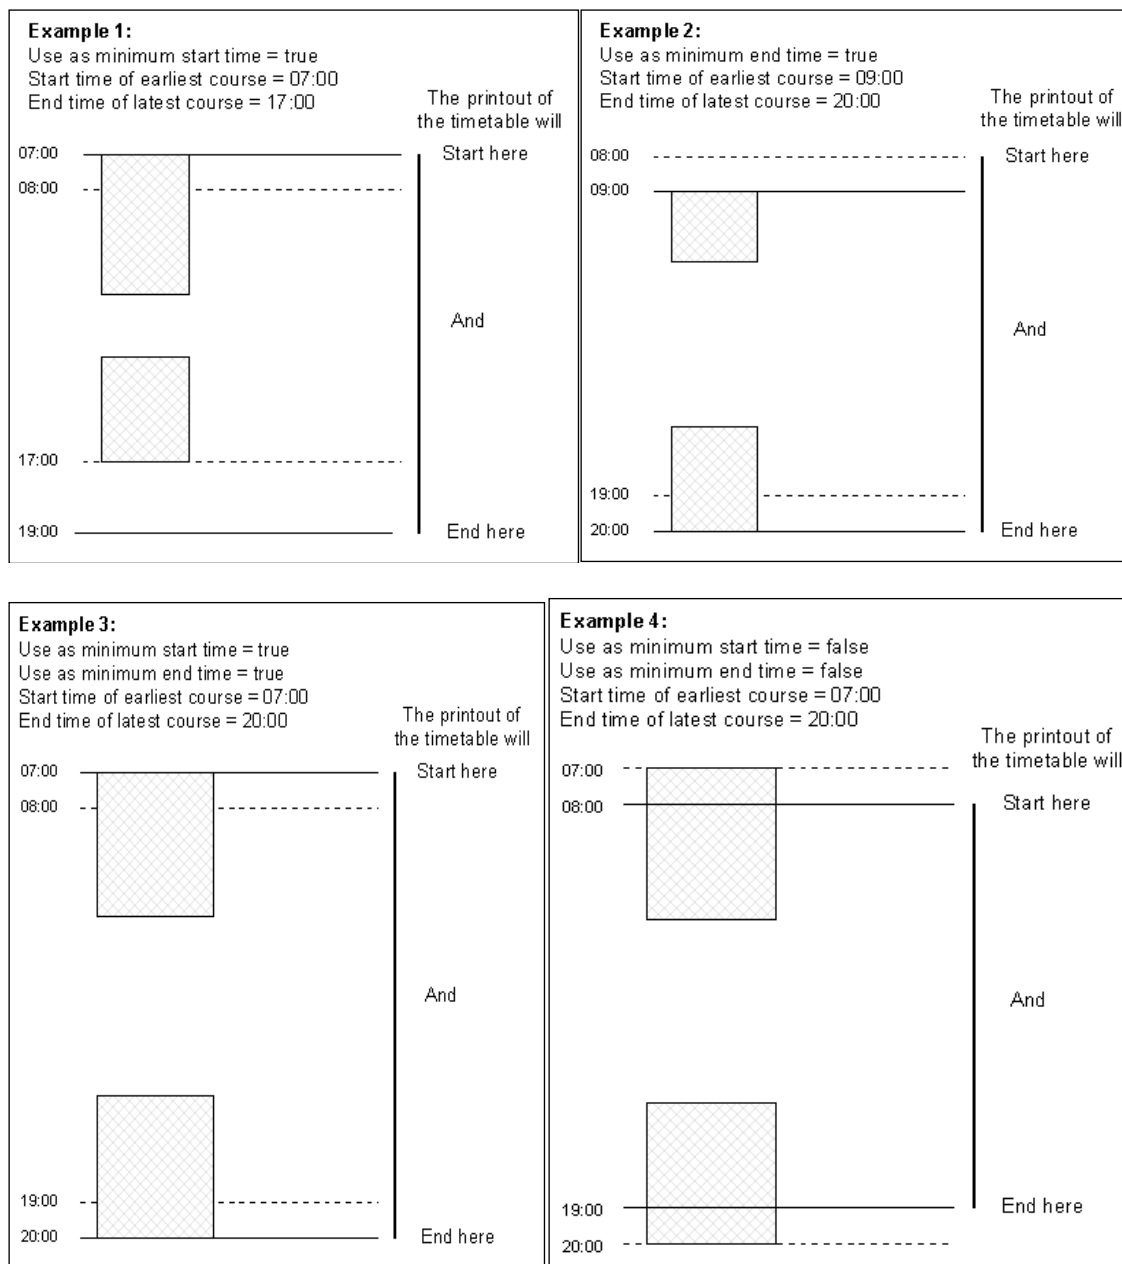 Example 1:
Use as minimum start time = true
Start time of earliest course = 07:00
End time of latest course = 17:00
The printout of
the timetable will
07:00
Start here
08:00
And
17:00
19:00
End here
Example 2:
Use as minimum end time = true
Start time of earliest course = 09:00
End time of latest course = 20:00
The printout of
the timetable will
08:00
Start here
09:00
And
19:00
20:00
End here
Example 3:
Use as minimum start time = true
Use as minimum end time = true
Start time of earliest course = 07:00
End time of latest course = 20:00
The printout of
the timetable will
07:00
Start here
08:00
And
19:00
20:00
End here
Example 4:
Use as minimum start time = false
Use as minimum end time = false
Start time of earliest course = 07:00
End time of latest course = 20:00
The printout of
the timetable will
07:00
08:00
Start here
And
19:00
End here
20:00